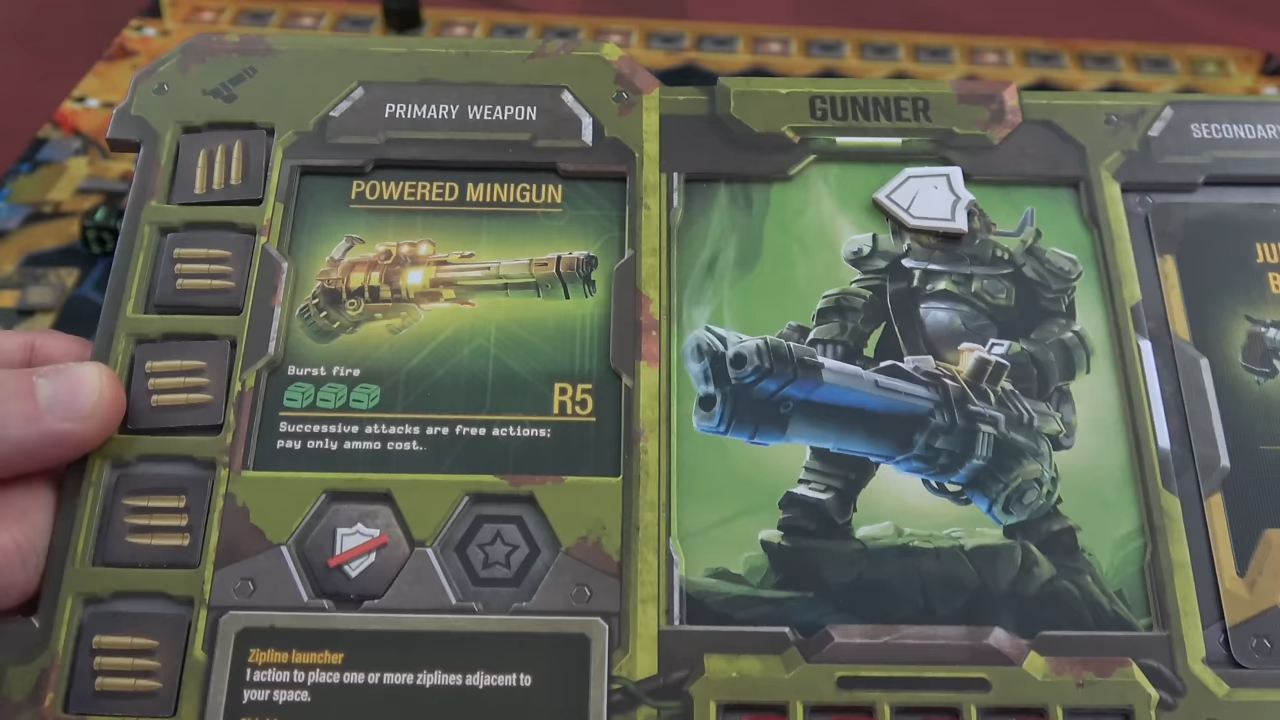 PRIMARY WEAPON
POWERED MINIGUN
Burst fire
R5
Successive attacks are free actions;
pay only ammo cost..
Zipline launcher
1 action to place one or more ziplines adjacent to
your space.
GUNNER